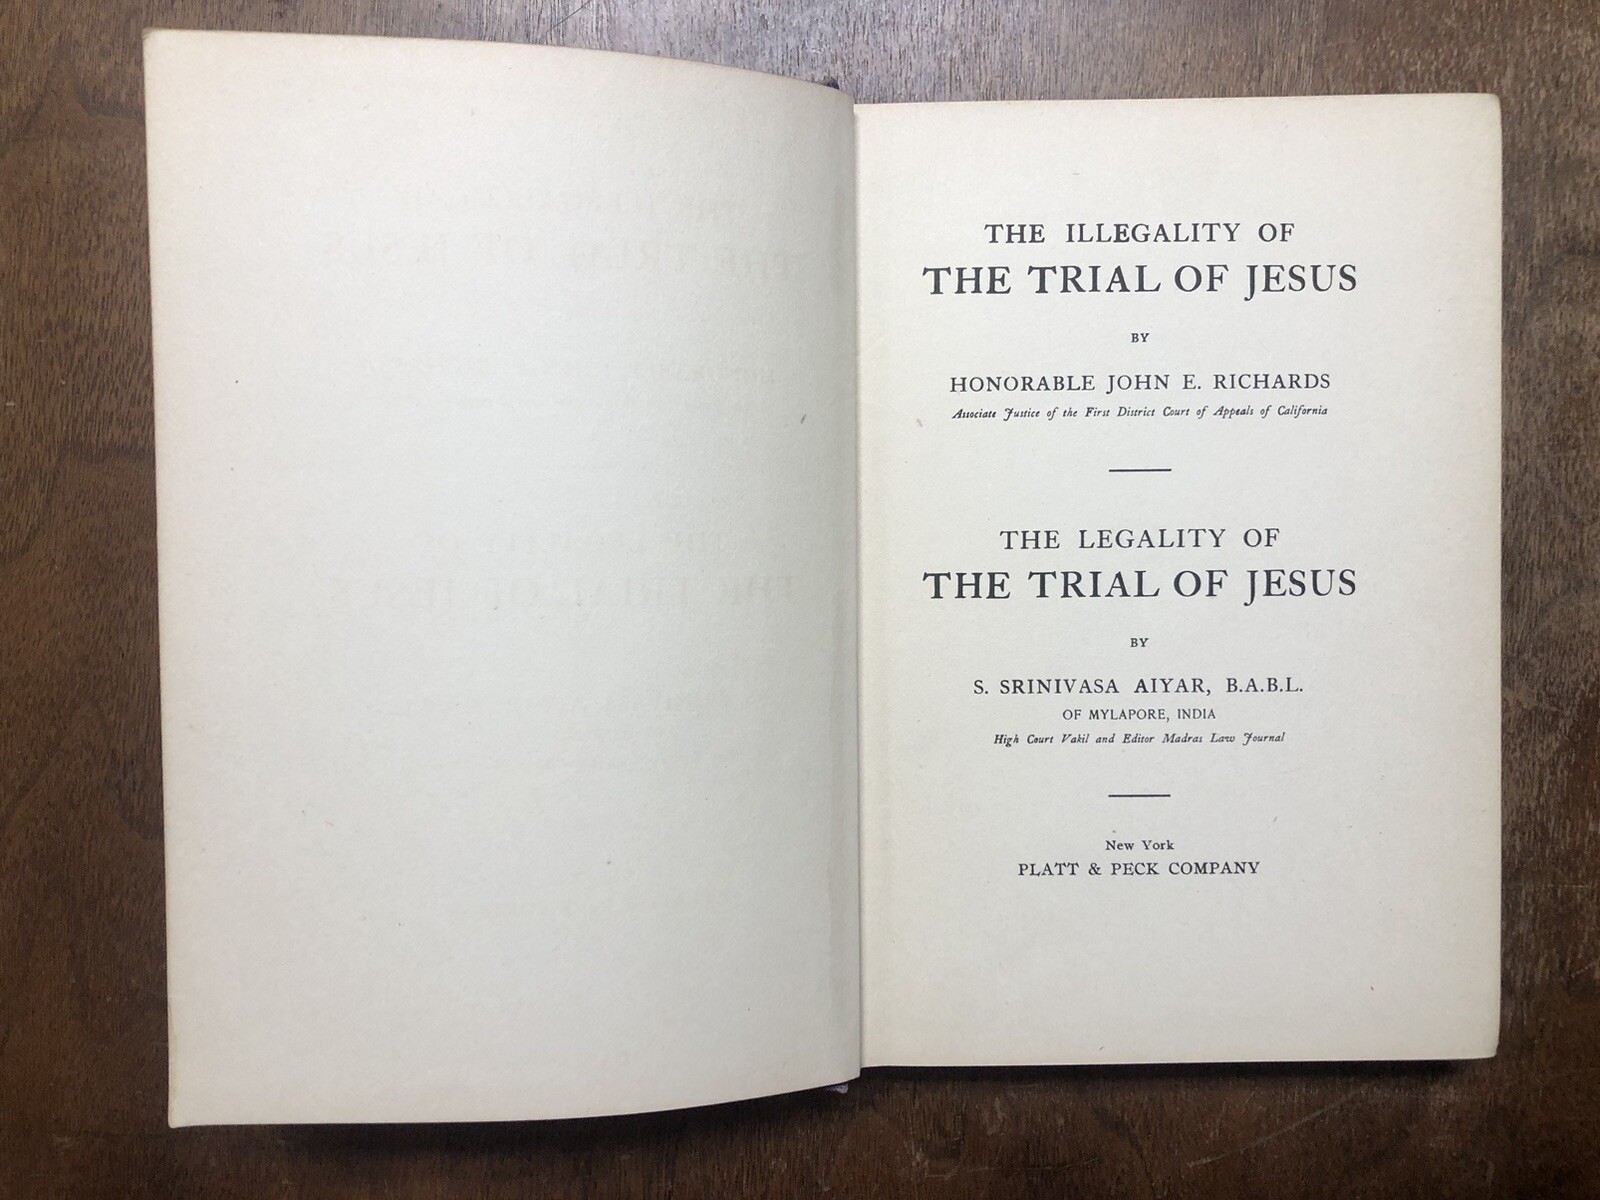 THE ILLEGALITY OF
THE TRIAL OF JESUS
BY
HONORABLE JOHN E. RICHARDS
Associate Justice of the First District Court of Appeals of California
THE LEGALITY OF
THE TRIAL OF JESUS
BY
S. SRINIVASA AIYAR, B.A.B.L.
OF MYLAPORE, INDIA
High Court Vakil and Editor Madras Law Journal
New York
PLATT & PECK COMPANY